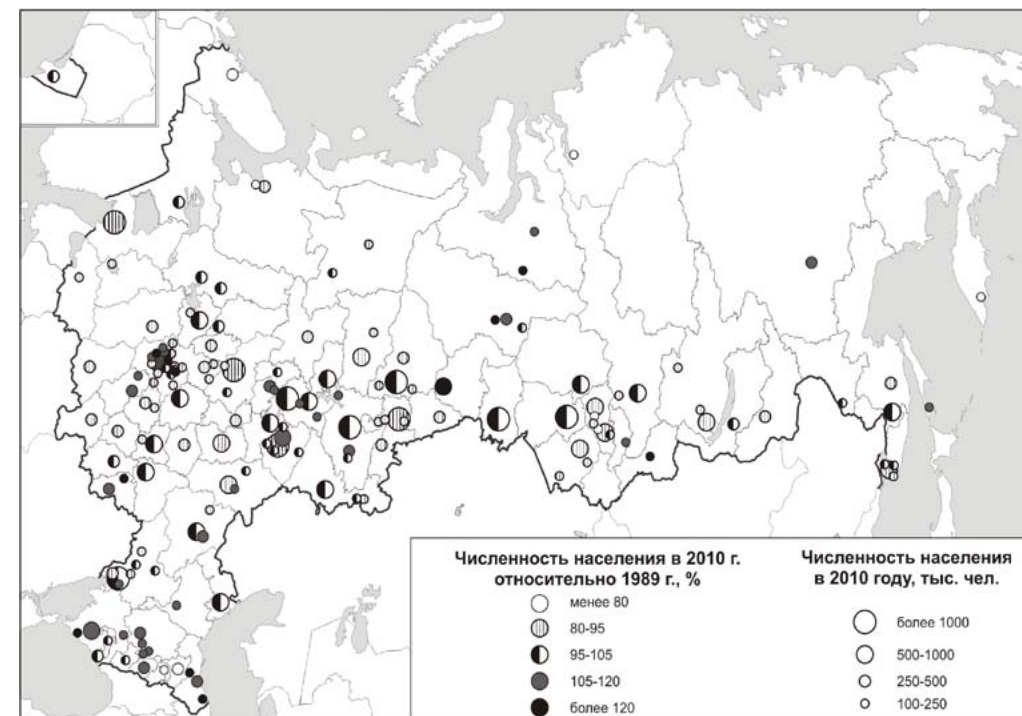 Численность населения в 2010 г.
относительно 1989 г., %
менее 80
80-95
95-105
105-120
более 120
Численность населения
в 2010 году, тыс. чел.
более 1000
500-1000
250-500
100-250